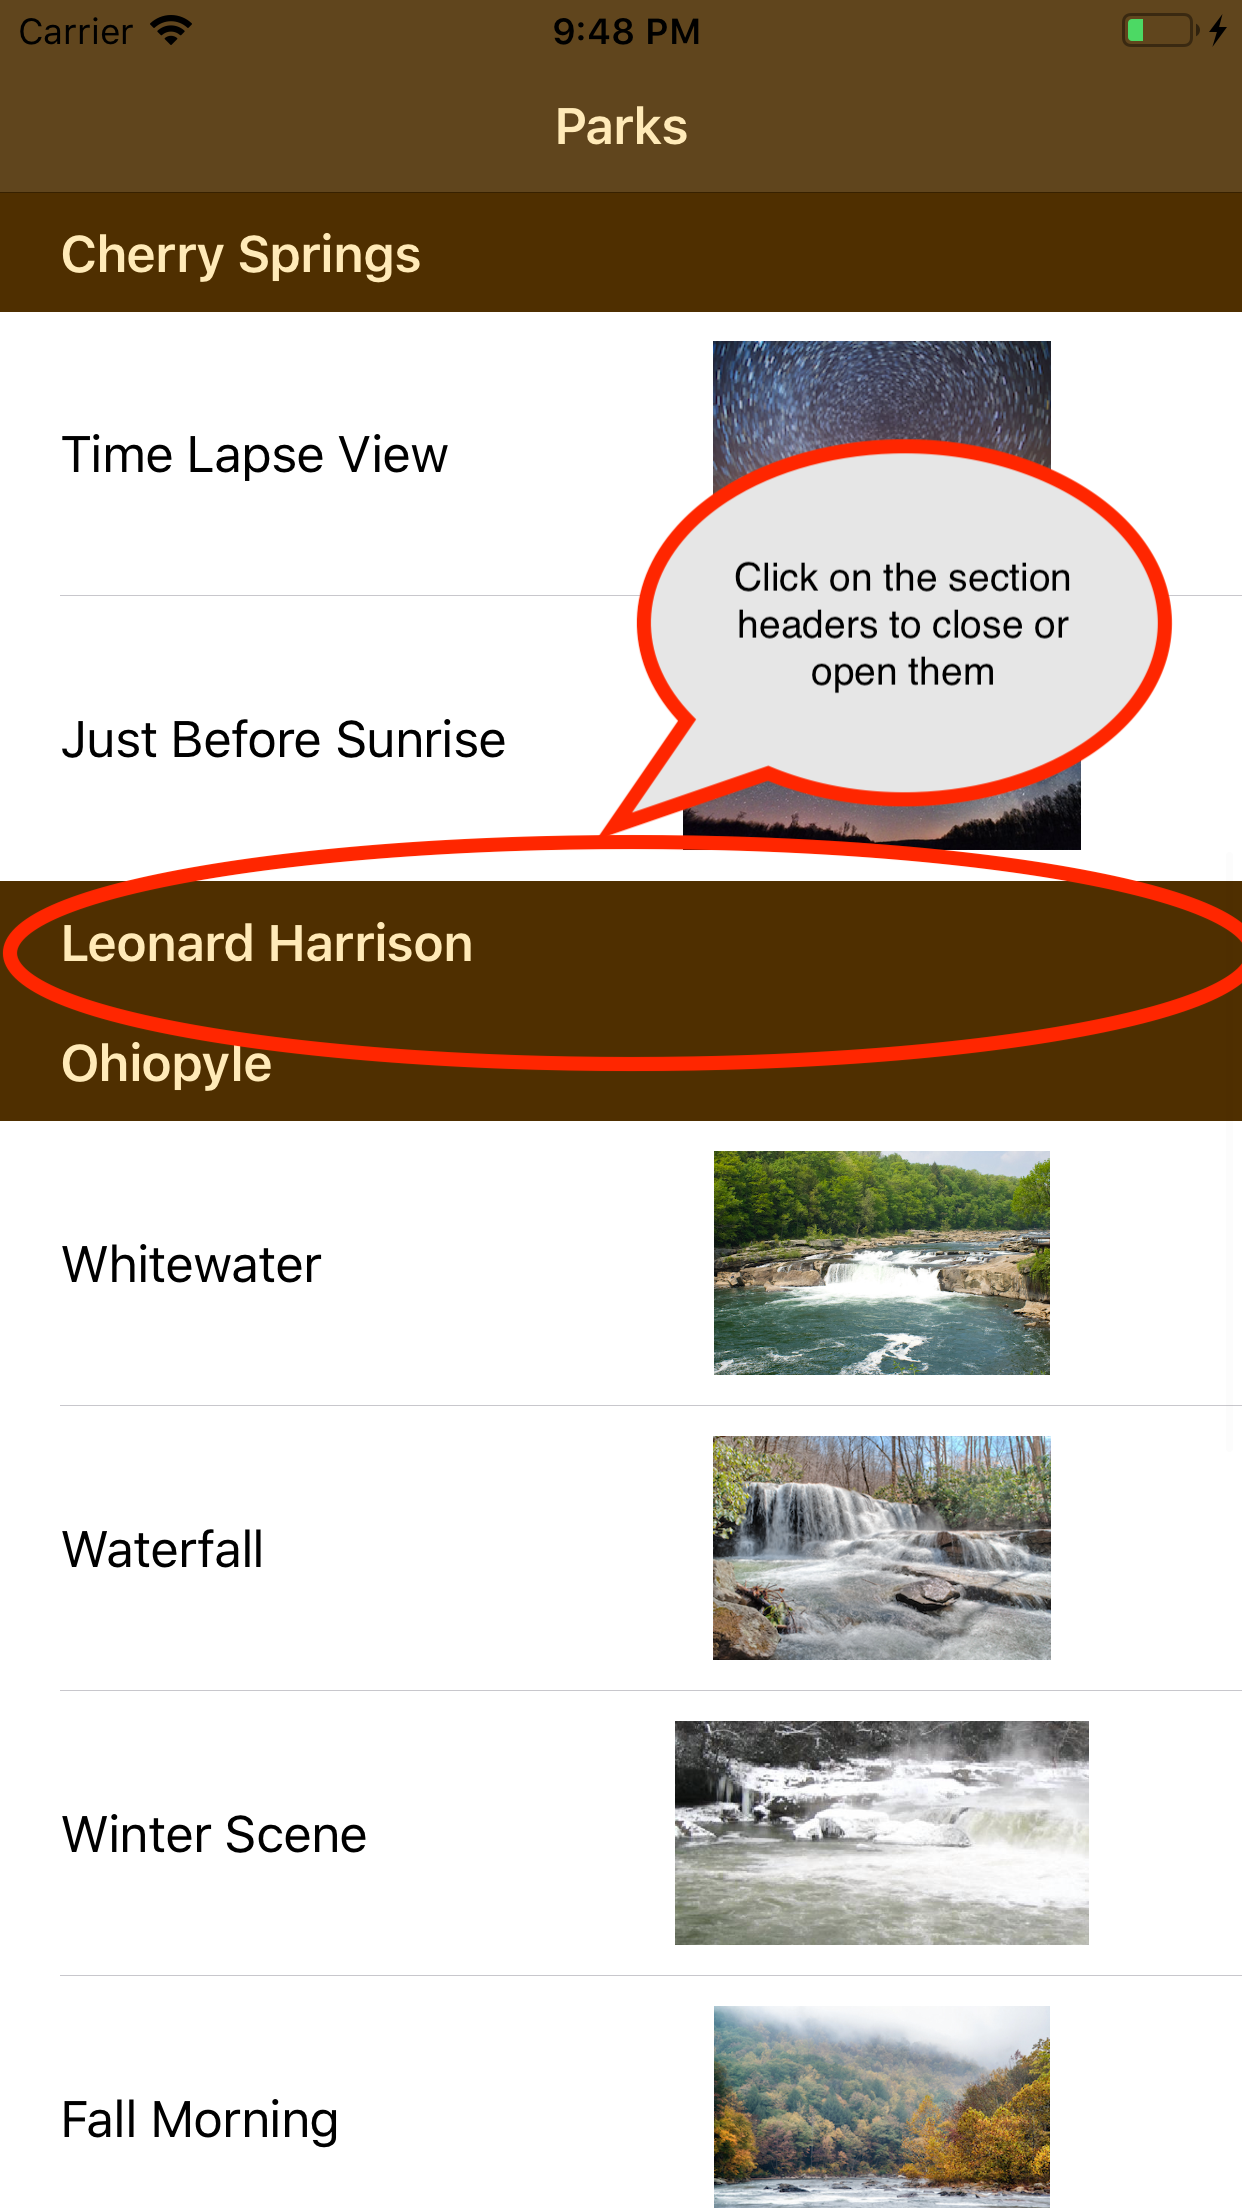 Carrier 9:48 PM
Parks
Cherry Springs
Time Lapse View
Click on the section
headers to close or
open them
Just Before Sunrise
Leonard Harrison
Ohiopyle
Whitewater
Waterfall
Winter Scene
Fall Morning